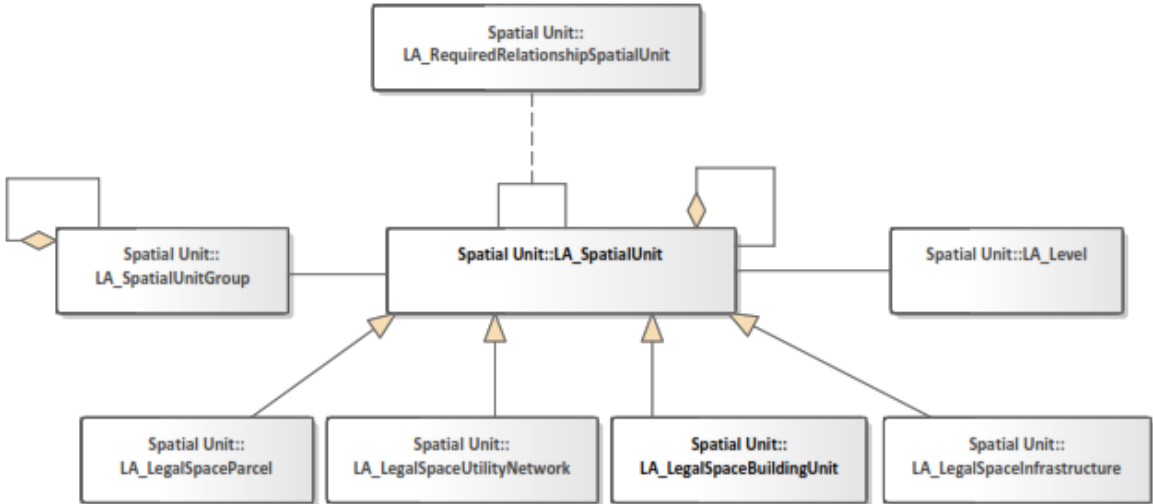 Spatial Unit::
LA_RequiredRelationshipSpatialUnit
Spatial Unit::
LA_SpatialUnitGroup
Spatial Unit::LA_SpatialUnit
Spatial Unit::LA_Level
Spatial Unit::
LA_LegalSpaceParcel
Spatial Unit::
LA_LegalSpaceUtilityNetwork
Spatial Unit::
LA_LegalSpaceBuildingUnit
Spatial Unit::
LA_LegalSpaceInfrastructure